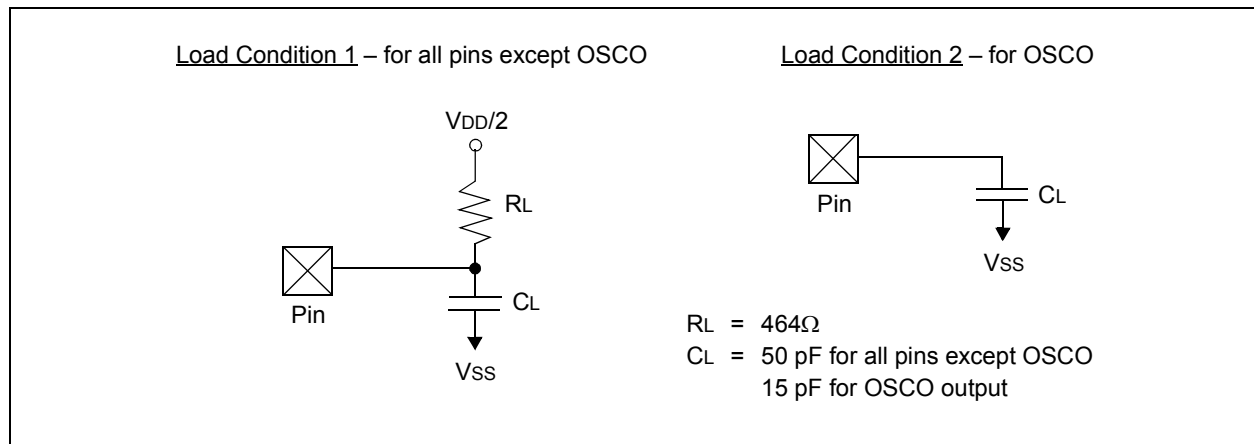 Load Condition 1 – for all pins except OSCO
VDD/2
RL
Pin
CL
VSS
Load Condition 2 – for OSCO
Pin
CL
VSS
RL = 464Ω
CL = 50 pF for all pins except OSCO
15 pF for OSCO output